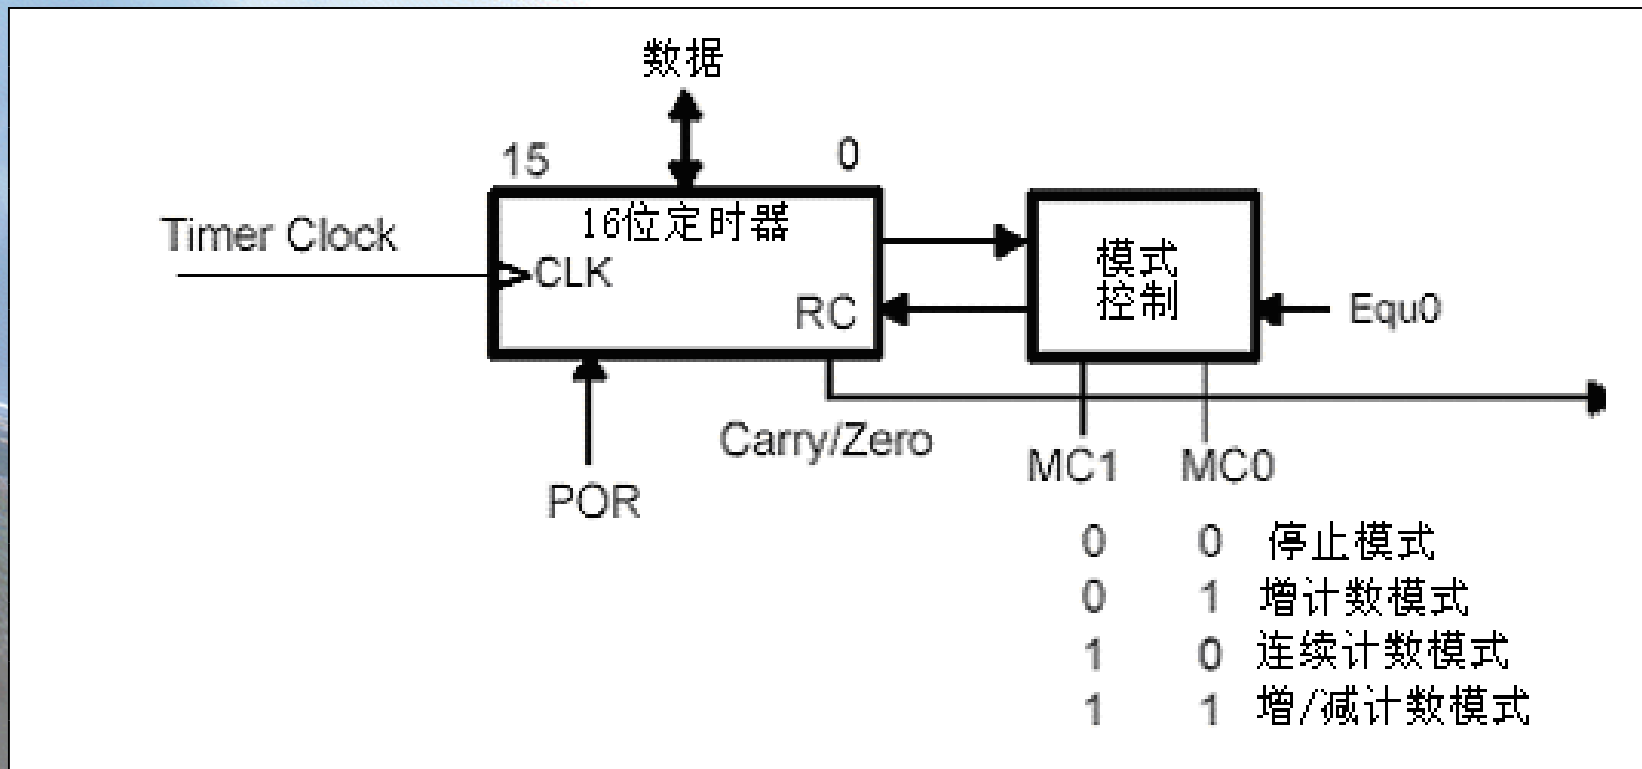 数据
15 0
16位定时器
Timer Clock
CLK
模式
控制
RC
Equ0
Carry/Zero
MC1 MC0
POR
0 0 停止模式
0 1 增计数模式
1 0 连续计数模式
1 1 增/减计数模式